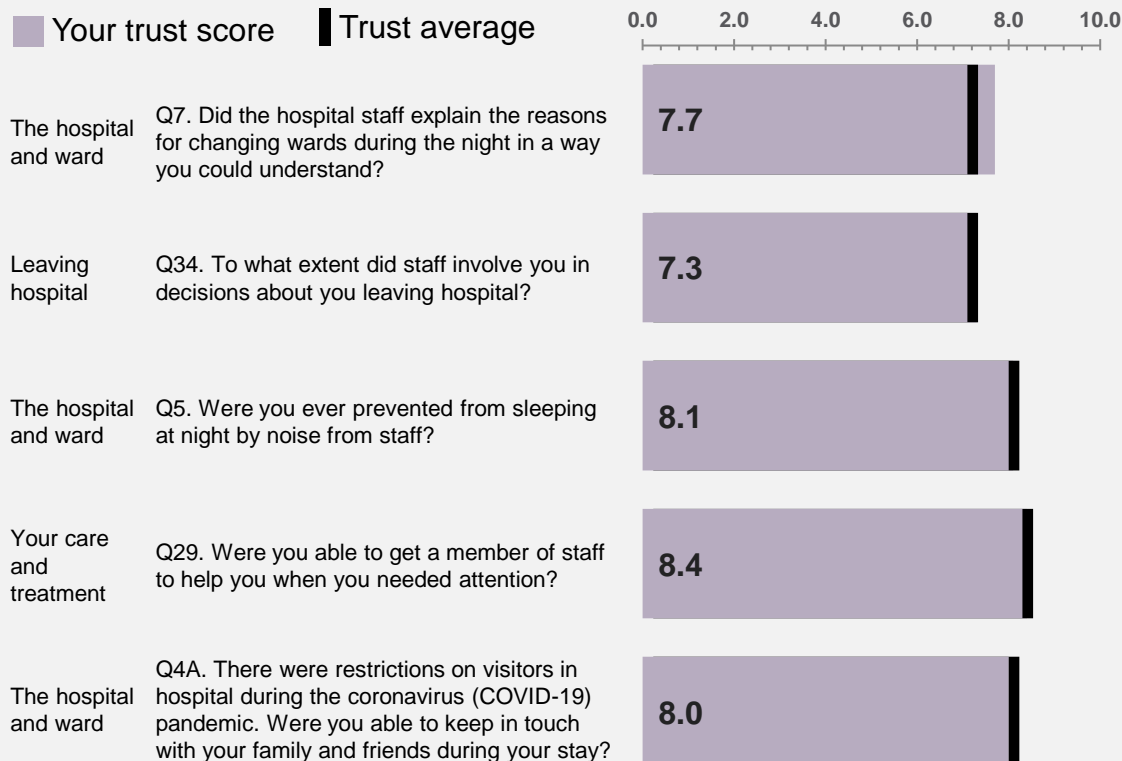 Your trust score Trust average
0.0 2.0 4.0 6.0 8.0 10.0
The hospital
and ward
Q7. Did the hospital staff explain the reasons
for changing wards during the night in a way
you could understand?
7.7
Leaving
hospital
Q34. To what extent did staff involve you in
decisions about you leaving hospital?
7.3
The hospital
and ward
Q5. Were you ever prevented from sleeping
at night by noise from staff?
8.1
Your care
and
treatment
Q29. Were you able to get a member of staff
to help you when you needed attention?
8.4
The hospital
and ward
Q4A. There were restrictions on visitors in
hospital during the coronavirus (COVID-19)
pandemic. Were you able to keep in touch
with your family and friends during your stay?
8.0